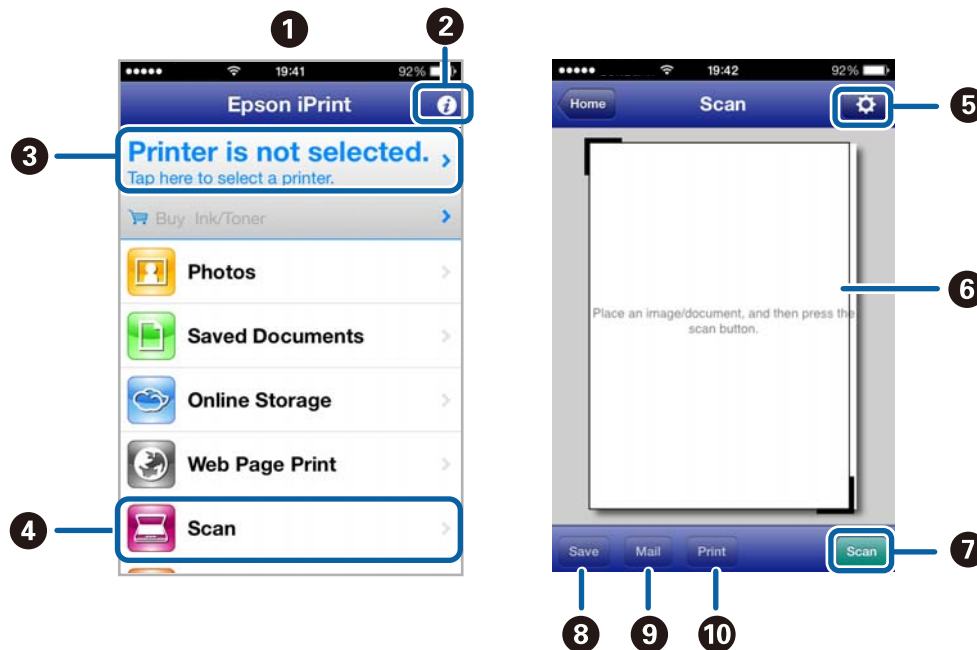 1
2
19:41
92%
Epson iPrint
i
3
Printer is not selected.
Tap here to select a printer.
Buy Ink/Toner
Photos
Saved Documents
Online Storage
Web Page Print
4
Scan
19:42
92%
Home
Scan
5
6
Place an image/document, and then press the
scan button.
Save
Mail
Print
Scan
7
8
9
10